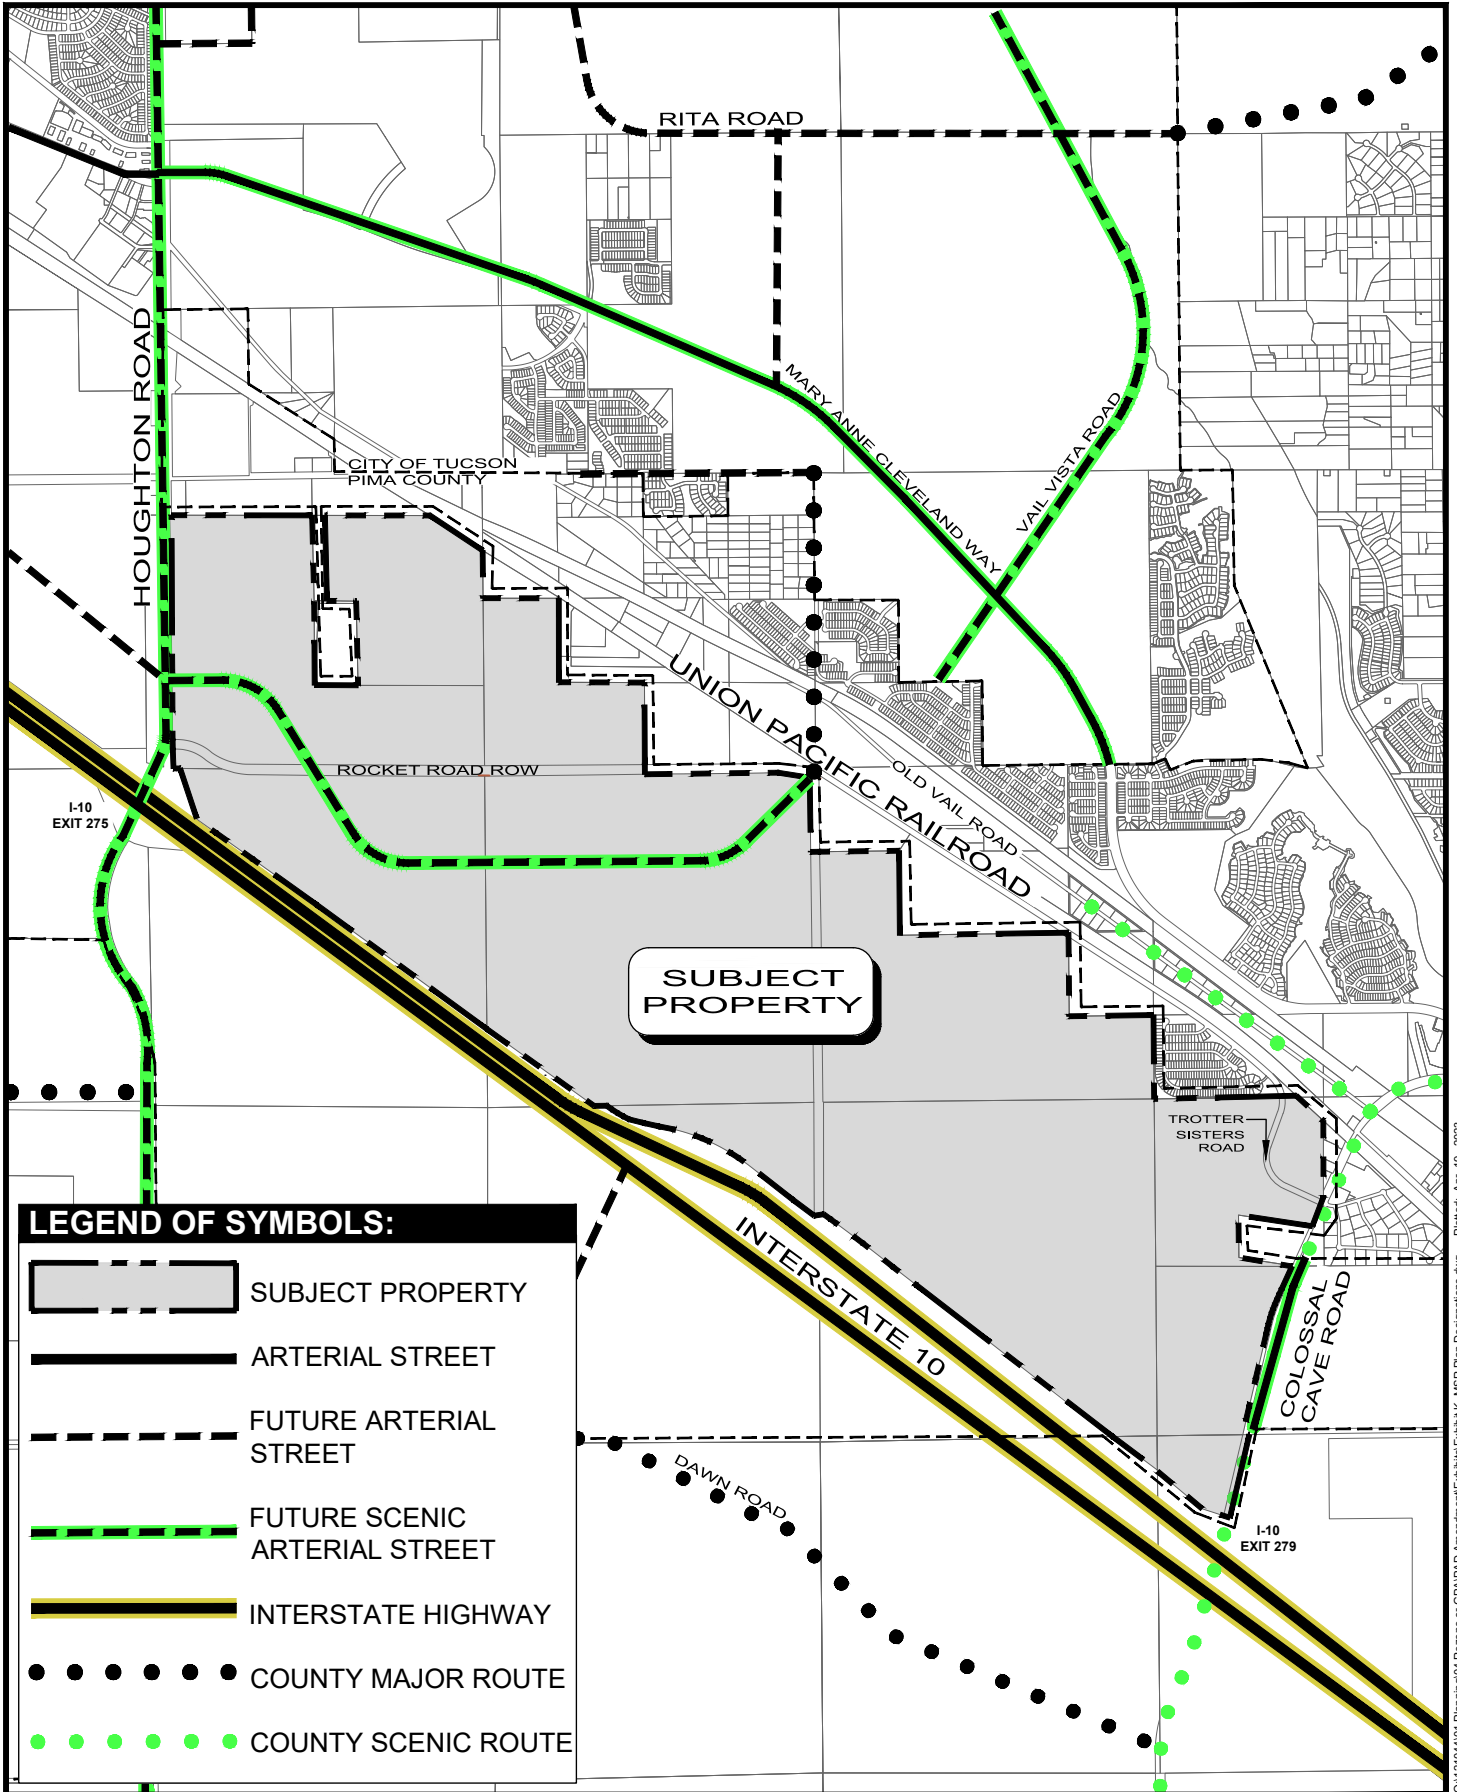 RITA ROAD
HOUGHTON ROAD
MARY ANNE CLEVELAND WAY
VAIL VISTA ROAD
CITY OF TUCSON
PIMA COUNTY
UNION PACIFIC RAILROAD
OLD VAIL ROAD
ROCKET ROAD ROW
I-10
EXIT 275
SUBJECT
PROPERTY
TROTTER
SISTERS
ROAD
INTERSTATE 10
COLOSSAL
CAVE ROAD
DAWN ROAD
I-10
EXIT 279
LEGEND OF SYMBOLS:
SUBJECT PROPERTY
ARTERIAL STREET
FUTURE ARTERIAL
STREET
FUTURE SCENIC
ARTERIAL STREET
INTERSTATE HIGHWAY
COUNTY MAJOR ROUTE
COUNTY SCENIC ROUTE